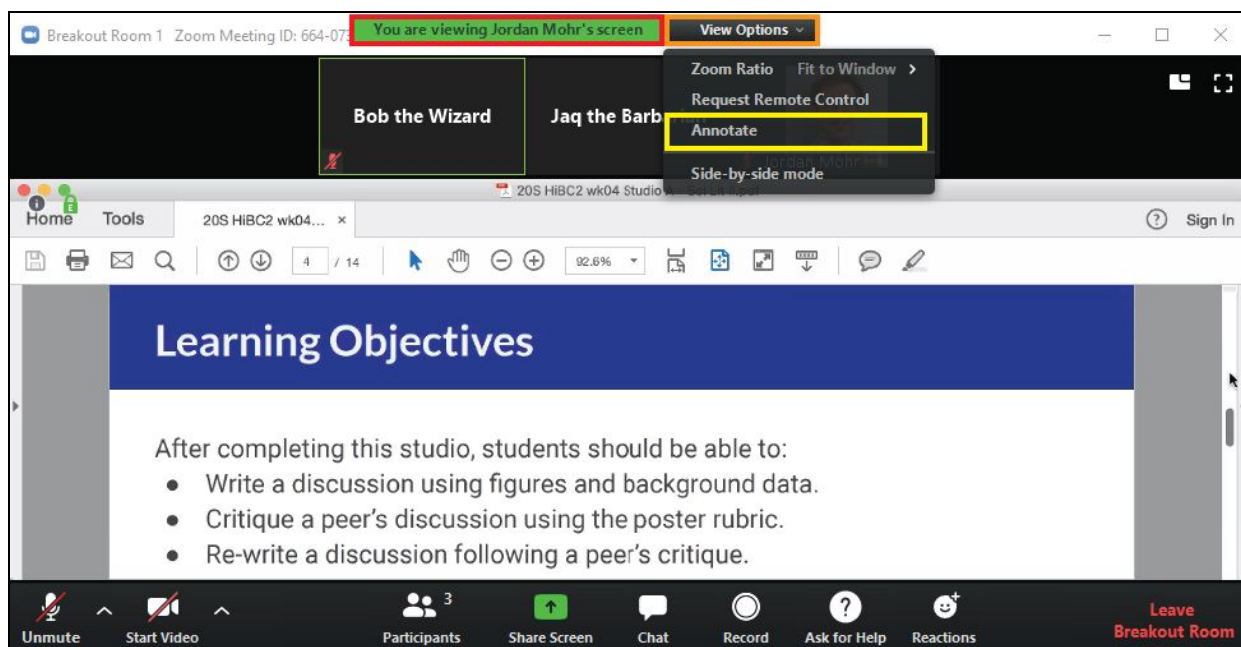 Breakout Room 1 Zoom Meeting ID: 664-073
You are viewing Jordan Mohr's screen
View Options
Zoom Ratio Fit to Window
Request Remote Control
Annotate
Side-by-side mode
Bob the Wizard
Jaq the
Jordan Mohr
20S HiBC2 wk04 Studio
Home Tools 20S HiBC2 wk04... × Sign In
4 / 14 92.6%
Learning Objectives
After completing this studio, students should be able to:
● Write a discussion using figures and background data.
● Critique a peer's discussion using the poster rubric.
● Re-write a discussion following a peer's critique.
3
Unmute Start Video Participants Share Screen Chat Record Ask for Help Reactions
Leave
Breakout Room